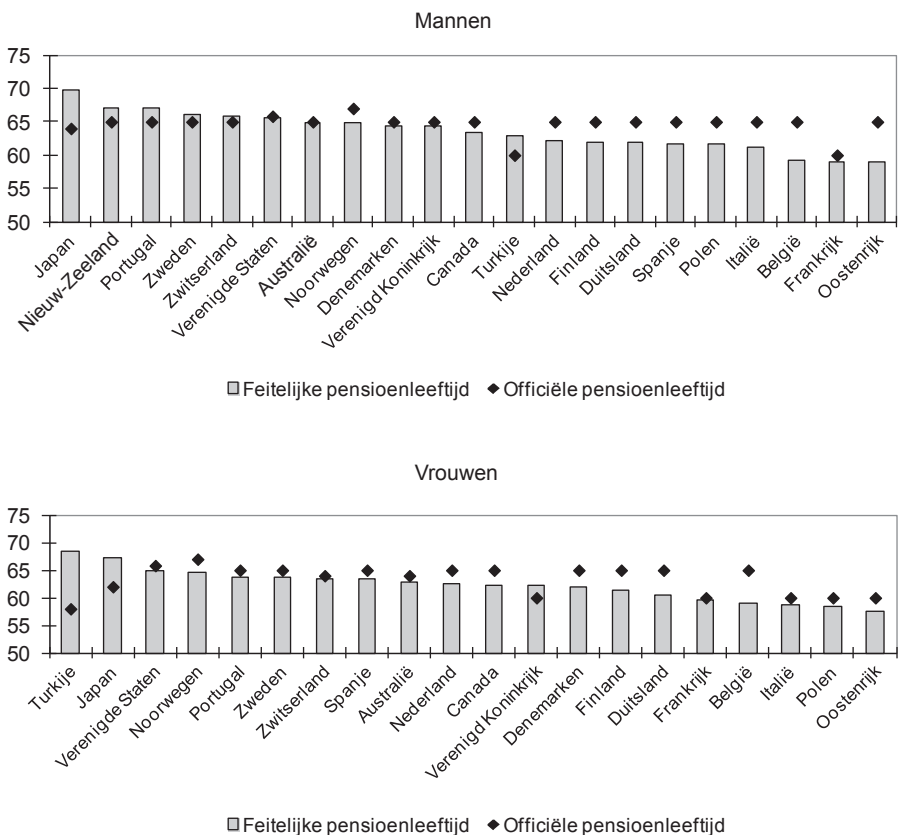 Mannen
75
70
65
60
55
50
Japan
Nieuw-Zeeland
Portugal
Zweden
Zwitserland
Verenigde Staten
Australië
Noorwegen
Denemarken
Verenigd Koninkrijk
Canada
Turkije
Nederland
Finland
Duitsland
Spanje
Polen
Italië
België
Frankrijk
Oostenrijk
Feitelijke pensioenleeftijd Officiële pensioenleeftijd
Vrouwen
75
70
65
60
55
50
Turkije
Japan
Verenigde Staten
Noorwegen
Portugal
Zweden
Zwitserland
Spanje
Australië
Nederland
Canada
Verenigd Koninkrijk
Denemarken
Finland
Duitsland
Frankrijk
België
Italië
Polen
Oostenrijk
Feitelijke pensioenleeftijd Officiële pensioenleeftijd